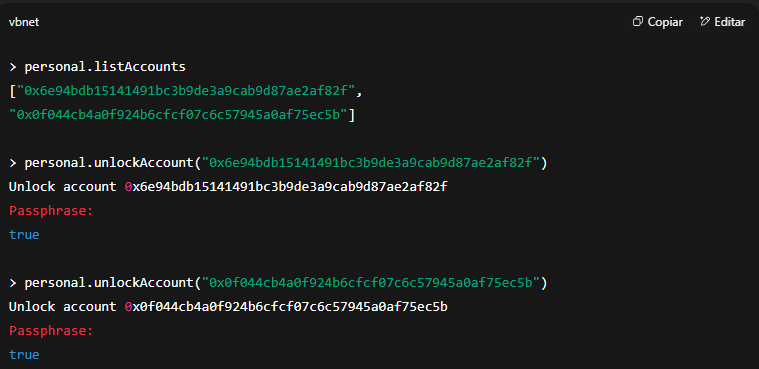 vbnet Copiar Editar
> personal.listAccounts
["0x6e94bdb15141491bc3b9de3a9cab9d87ae2af82f",
"0x0f044cb4a0f924b6cfcf07c6c57945a0af75ec5b"]
> personal.unlockAccount("0x6e94bdb15141491bc3b9de3a9cab9d87ae2af82f")
Unlock account 0x6e94bdb15141491bc3b9de3a9cab9d87ae2af82f
Passphrase:
true
> personal.unlockAccount("0x0f044cb4a0f924b6cfcf07c6c57945a0af75ec5b")
Unlock account 0x0f044cb4a0f924b6cfcf07c6c57945a0af75ec5b
Passphrase:
true